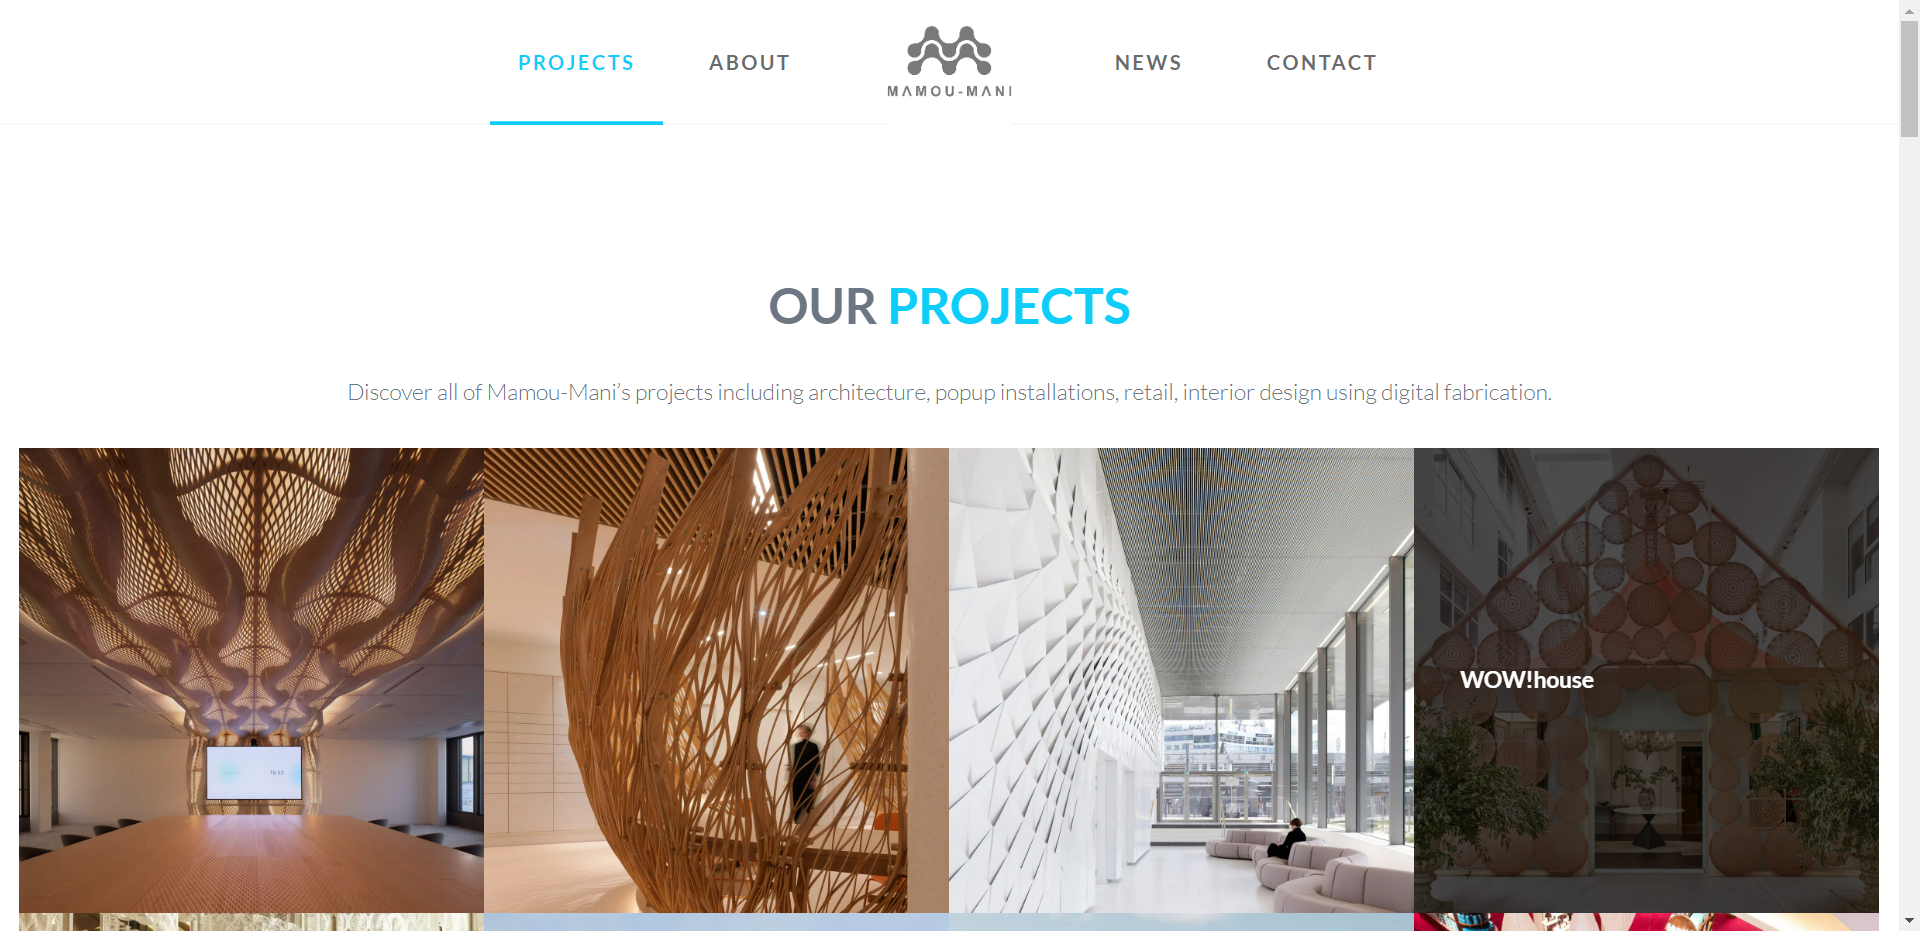 PROJECTS
ABOUT
MAMOU-MANI
NEWS
CONTACT
OUR PROJECTS
Discover all of Mamou-Mani’s projects including architecture, popup installations, retail, interior design using digital fabrication.
WOW!house